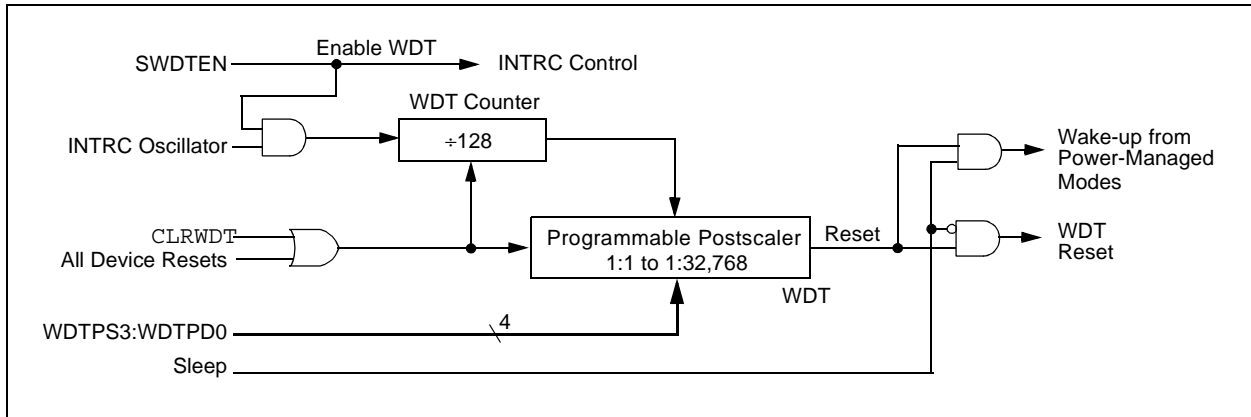 Enable WDT
SWDTEN
INTRC Control
WDT Counter
INTRC Oscillator
÷128
Wake-up from
Power-Managed
Modes
CLRWDT
All Device Resets
Programmable Postscaler
1:1 to 1:32,768
Reset
WDT
Reset
WDT
4
WDTPS3:WDTPD0
Sleep